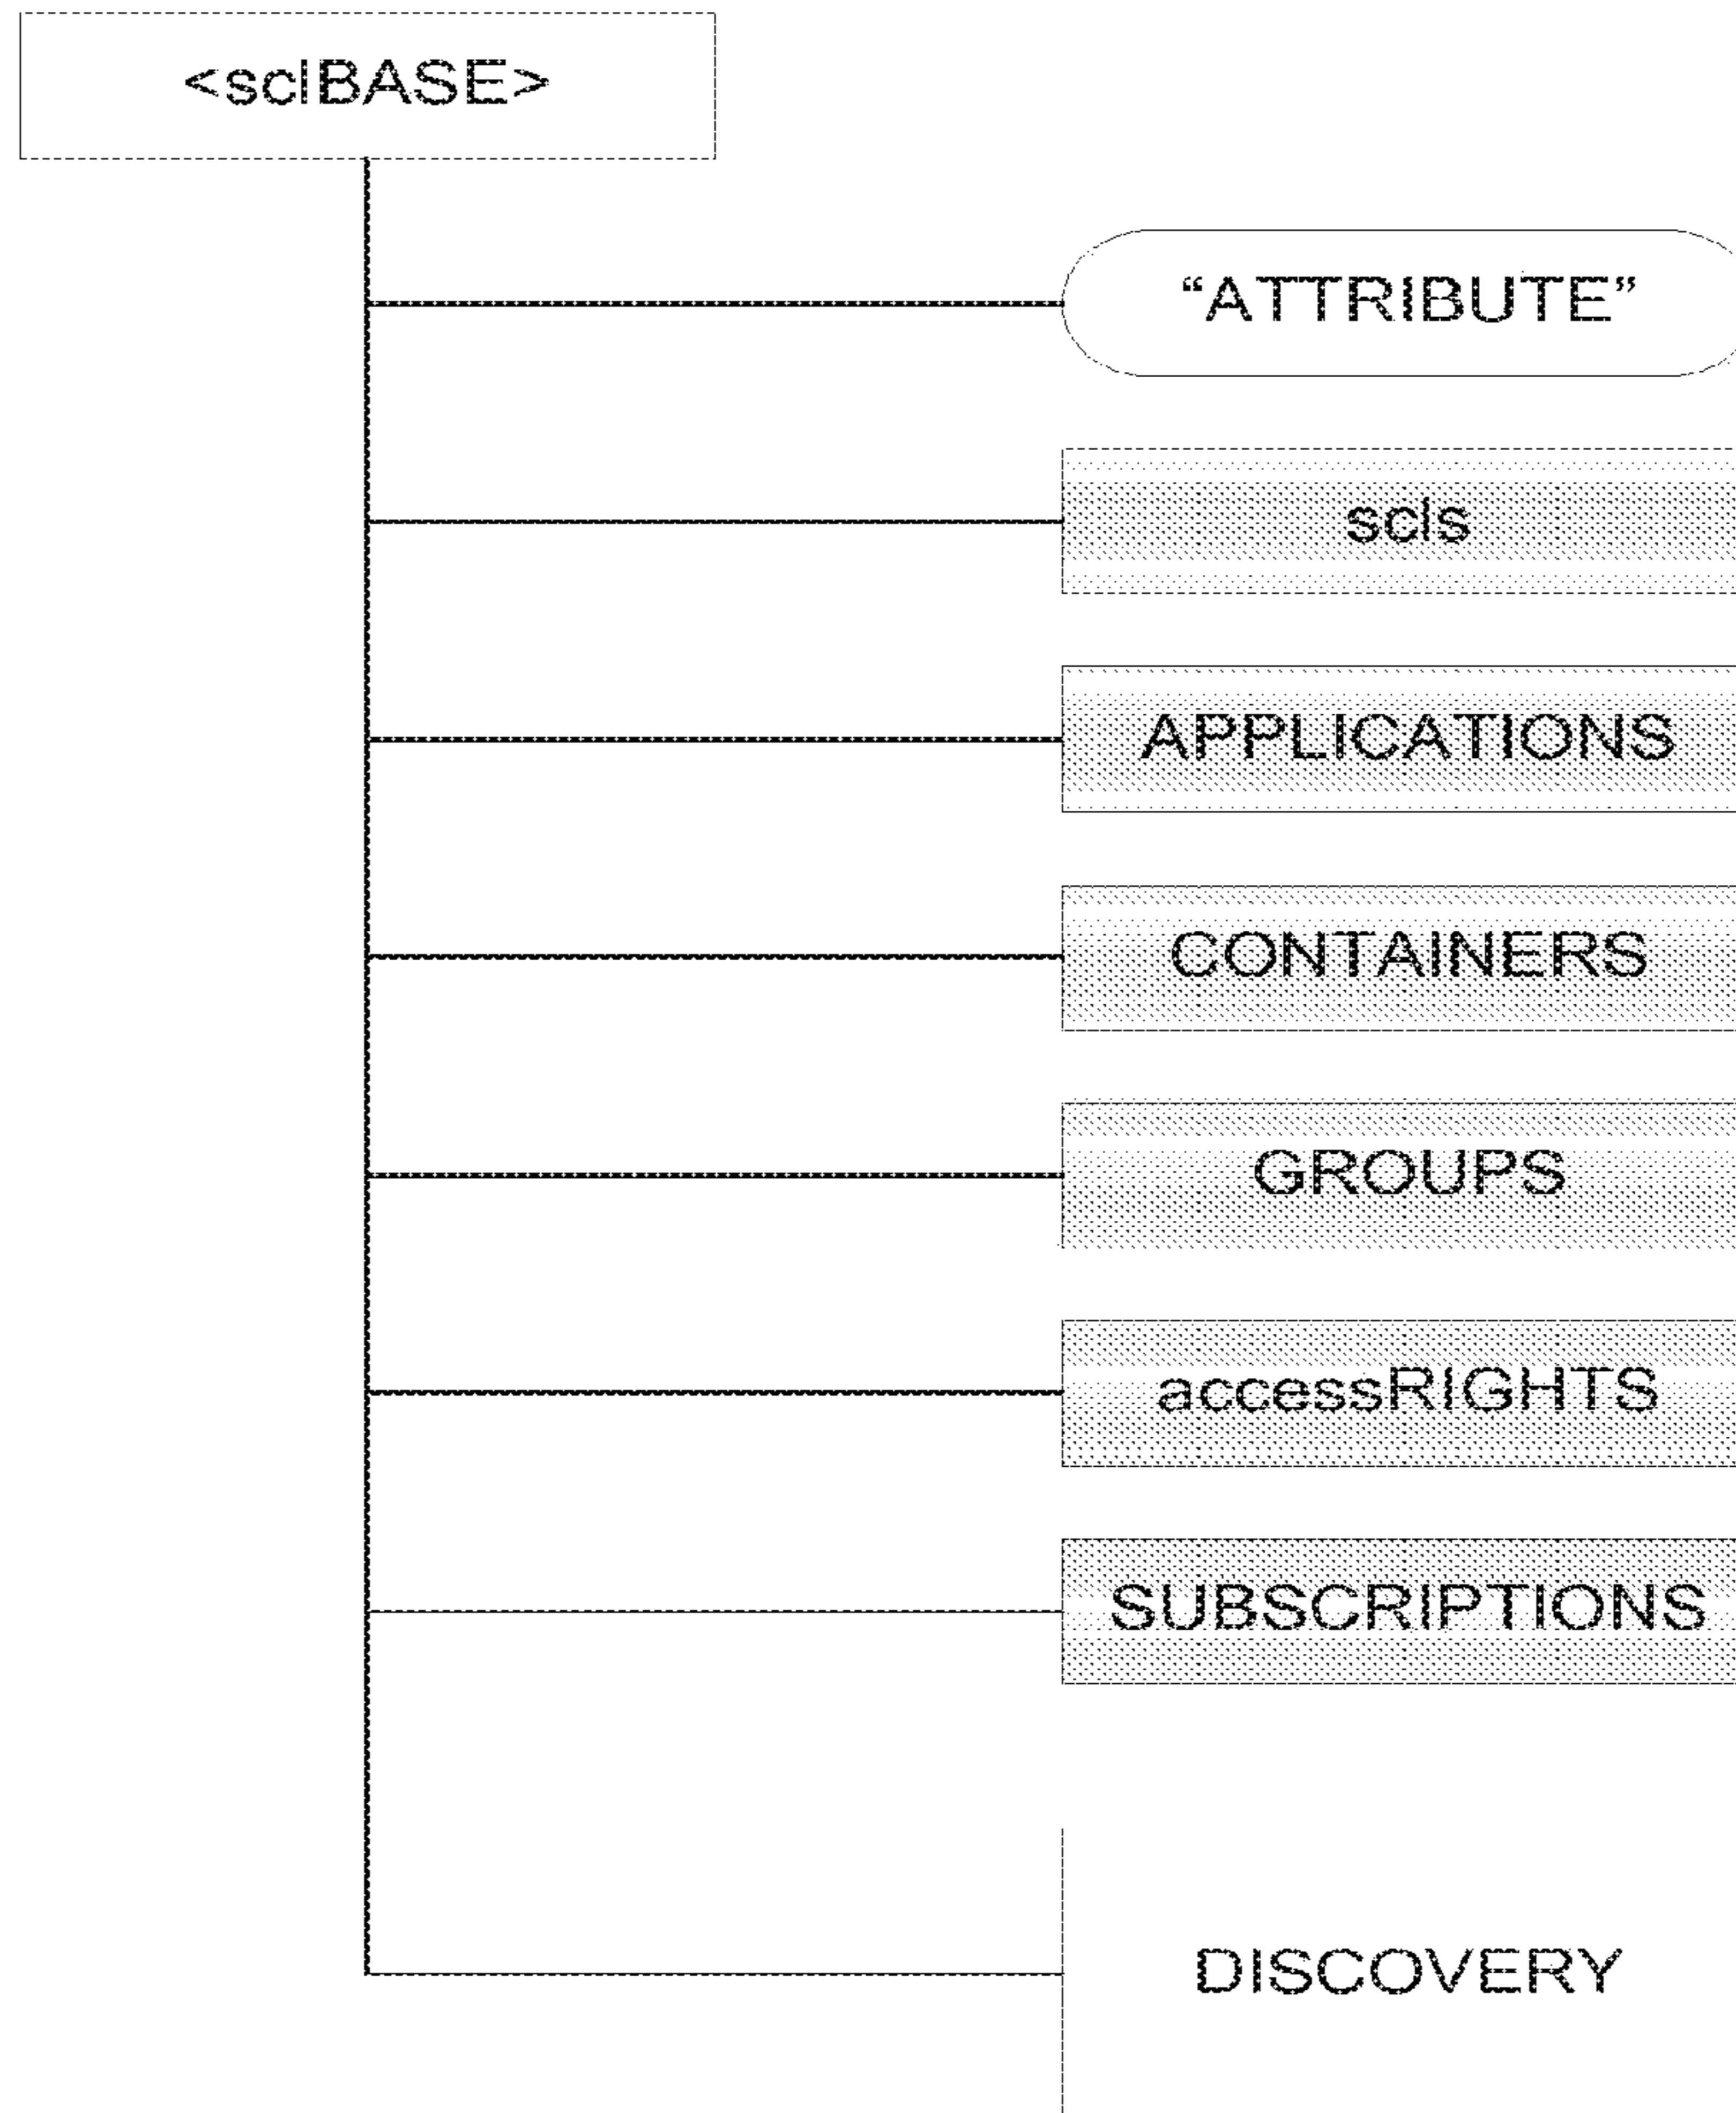 <sclBASE>
“ATTRIBUTE”
scls
APPLICATIONS
CONTAINERS
GROUPS
accessRIGHTS
SUBSCRIPTIONS
DISCOVERY